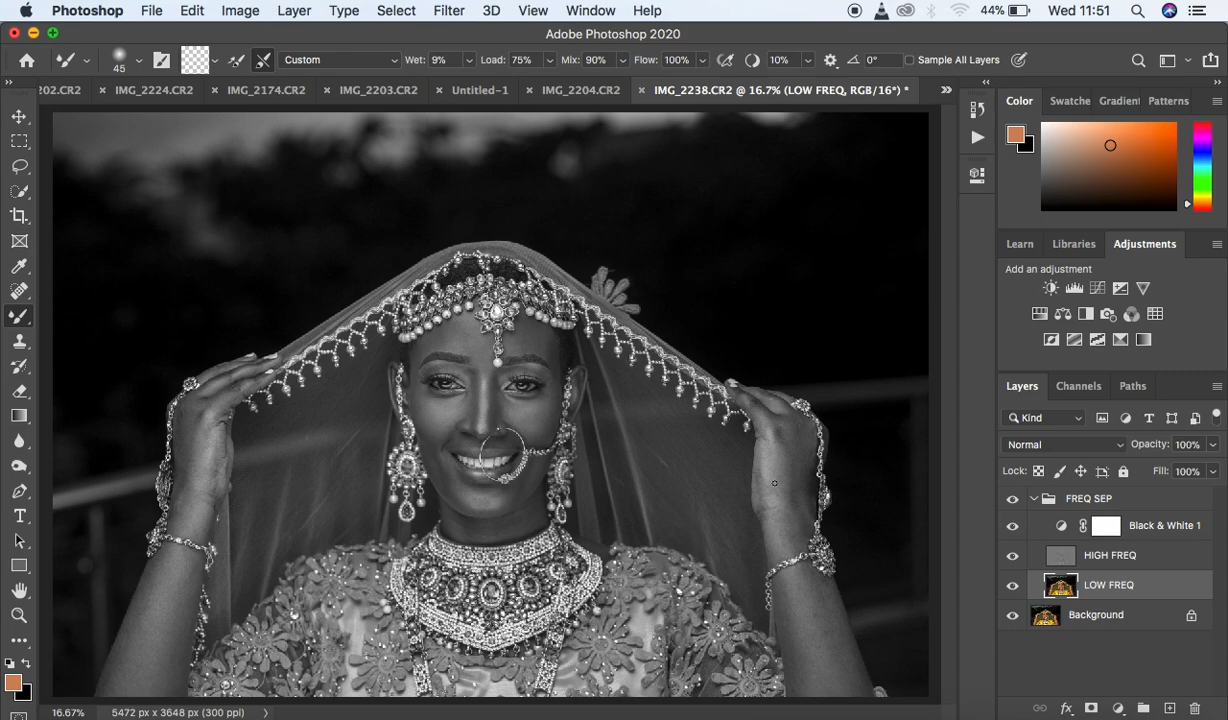 Photoshop File Edit Image Layer Type Select Filter 3D View Window Help 44% Wed 11:51
Adobe Photoshop 2020
45 Custom Wet: 9% Load: 75% Mix: 90% Flow: 100% 10% 0° Sample All Layers
202.CR2 × IMG_2224.CR2 × IMG_2174.CR2 × IMG_2203.CR2 × Untitled-1 × IMG_2204.CR2 × IMG_2238.CR2 @ 16.7% (LOW FREQ, RGB/16*) *
Color Swatche Gradient Patterns
Learn Libraries Adjustments
Add an adjustment
Layers Channels Paths
Kind
Normal Opacity: 100%
Lock: Fill: 100%
FREQ SEP
Black & White 1
HIGH FREQ
LOW FREQ
Background
16.67% 5472 px x 3648 px (300 ppi)